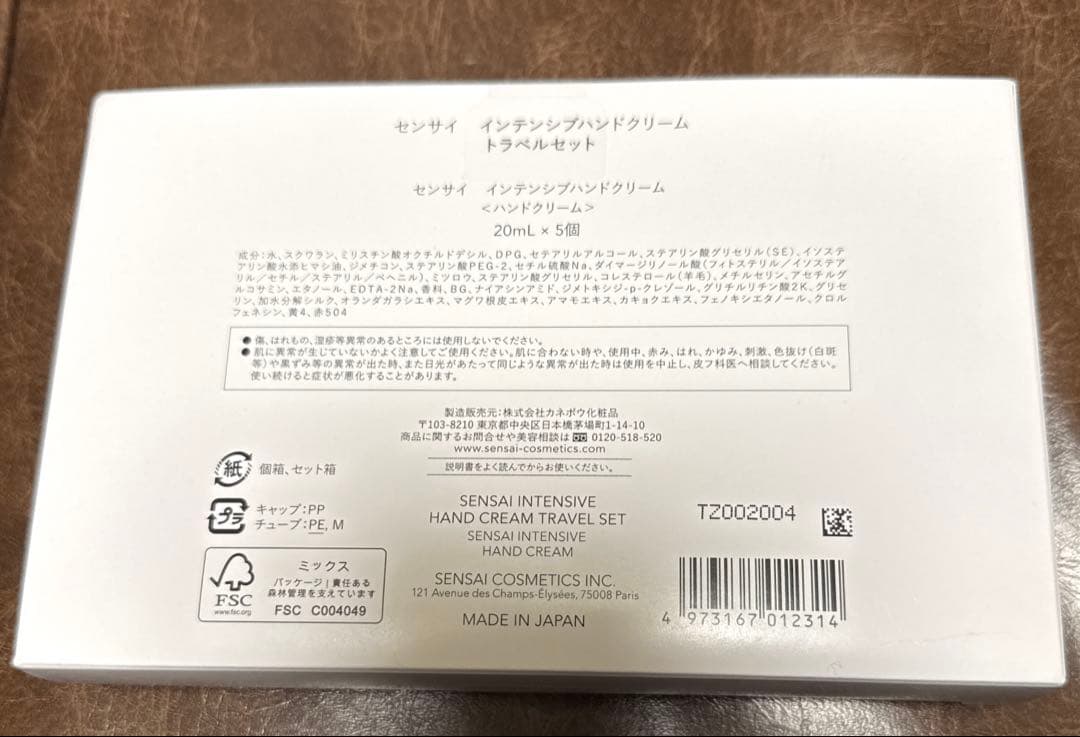 センサイ　インテンシブハンドクリーム
トラベルセット
センサイ　インテンシブハンドクリーム
＜ハンドクリーム＞
20mL × 5個
成分：水、スクワラン、ミリスチン酸オクチルドデシル、DPG、セテアリルアルコール、ステアリン酸グリセリル（SE）、イソステ
アリン酸水添ヒマシ油、ジメチコン、ステアリン酸PEG-2、セチル硫酸Na、ダイマージリノール酸（フィトステリル／イソステア
リル／セチル／ステアリル／ベヘニル）、ミツロウ、ステアリン酸グリセリル、コレステロール（羊毛）、メチルセリン、アセチルグ
ルコサミン、エタノール、EDTA-2Na、香料、BG、ナイアシンアミド、ジメトキシジ-p-クレゾール、グリチルリチン酸2K、グリセ
リン、加水分解シルク、オランダガラシエキス、マグワ根皮エキス、アマモエキス、カキョクエキス、フェノキシエタノール、クロル
フェネシン、黄4、赤504
● 傷、はれもの、湿疹等異常のあるところには使用しないでください。
● 肌に異常が生じていないかよく注意してご使用ください。肌に合わない時や、使用中、赤み、はれ、かゆみ、刺激、色抜け（白斑
等）や黒ずみ等の異常が出た時、また日光があたって同じような異常が出た時は使用を中止し、皮フ科医へ相談してください。
使い続けると症状が悪化することがあります。
製造販売元：株式会社カネボウ化粧品
〒103-8210 東京都中央区日本橋茅場町1-14-10
商品に関するお問合せや美容相談は 0120-518-520
www.sensai-cosmetics.com
説明書をよく読んでからお使いください。
紙 個箱、セット箱
プラ キャップ：PP
チューブ：PE, M
FSC
www.fsc.org
ミックス
パッケージ｜責任ある
森林管理を支えています
FSC C004049
SENSAI INTENSIVE
HAND CREAM TRAVEL SET
SENSAI INTENSIVE
HAND CREAM
SENSAI COSMETICS INC.
121 Avenue des Champs-Élysées, 75008 Paris
MADE IN JAPAN
TZ002004
4 973167 012314